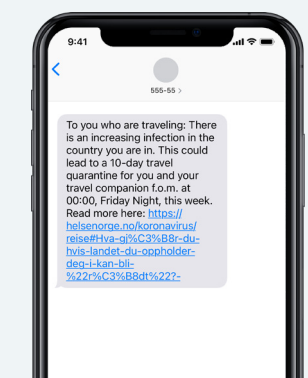 9:41
555-55 >
To you who are traveling: There
is an increasing infection in the
country you are in. This could
lead to a 10-day travel
quarantine for you and your
travel companion f.o.m. at
00:00, Friday Night, this week.
Read more here: https://
helsenorge.no/koronavirus/
reise#Hva-gj%C3%B8r-du-
hvis-landet-du-oppholder-
deg-i-kan-bli-
%22r%C3%B8dt%22?-